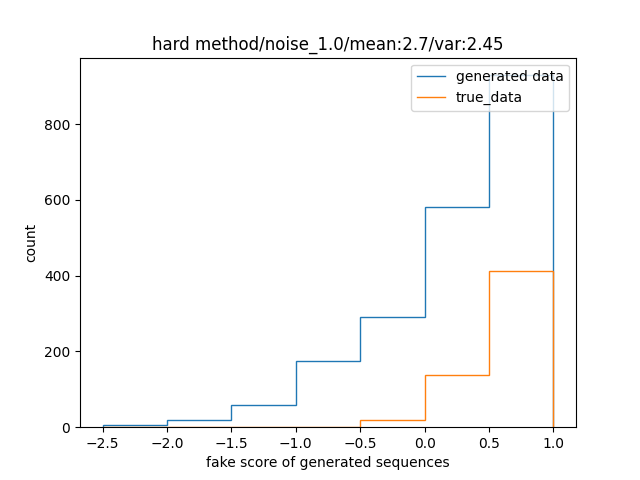 hard method/noise_1.0/mean:2.7/var:2.45
generated data
true_data
count
800
600
400
200
0
−2.5 −2.0 −1.5 −1.0 −0.5 0.0 0.5 1.0
fake score of generated sequences